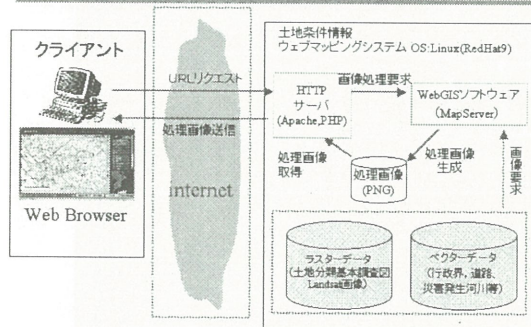 クライアント
Web Browser
URLリクエスト
処理画像送信
internet
土地条件情報
ウェブマッピングシステム OS:Linux(RedHat9)
HTTP
サーバ
(Apache,PHP)
画像処理要求
WebGISソフトウェア
(MapServer)
処理画像
取得
処理画像
(PNG)
処理画像
生成
画像要求
ラスターデータ
(土地分類基本調査図
Landsat画像)
ベクターデータ
(行政界, 道路,
災害発生河川等)